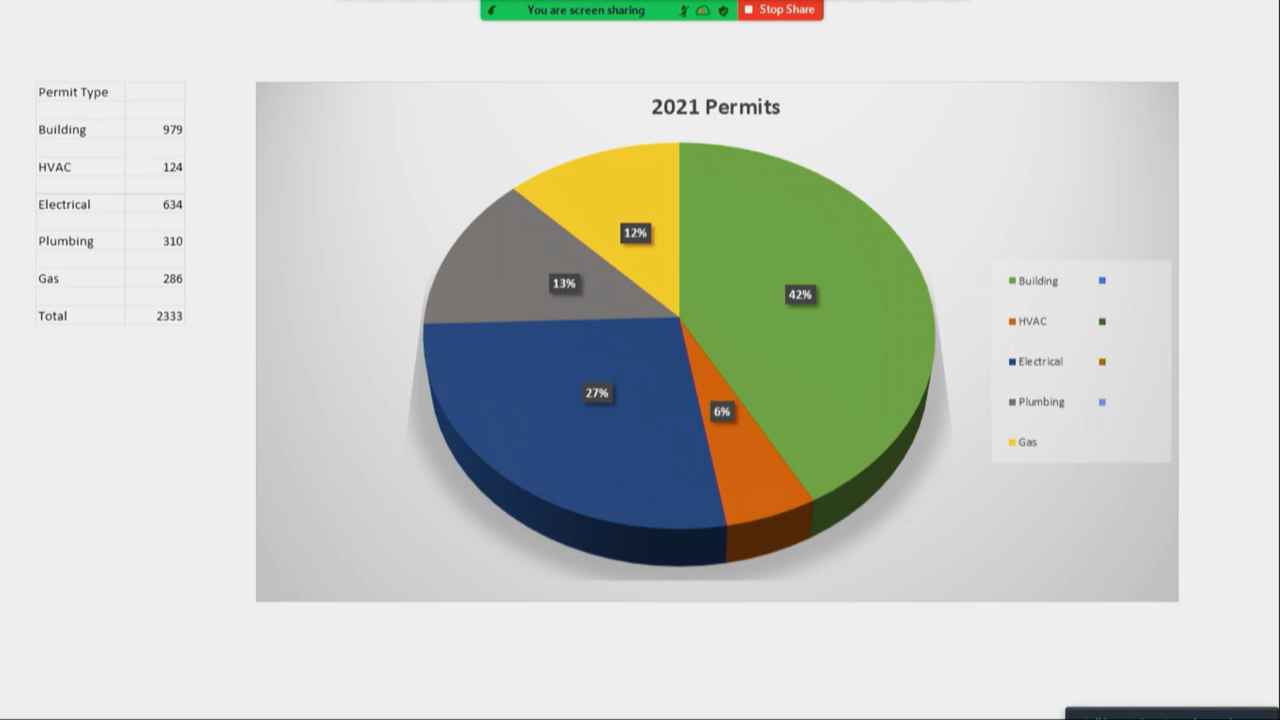 You are screen sharing
Stop Share
Permit Type
Building 979
HVAC 124
Electrical 634
Plumbing 310
Gas 286
Total 2333
2021 Permits
12%
13%
42%
27%
6%
Building
HVAC
Electrical
Plumbing
Gas